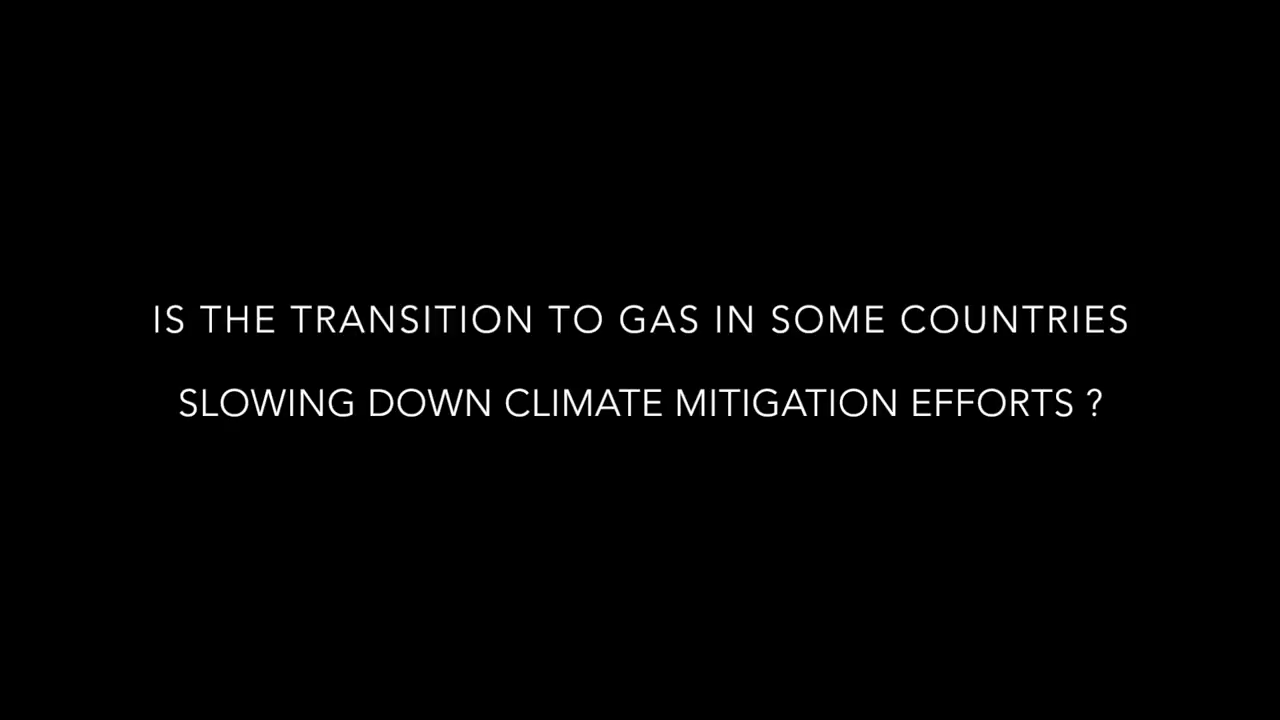 IS THE TRANSITION TO GAS IN SOME COUNTRIES
SLOWING DOWN CLIMATE MITIGATION EFFORTS ?